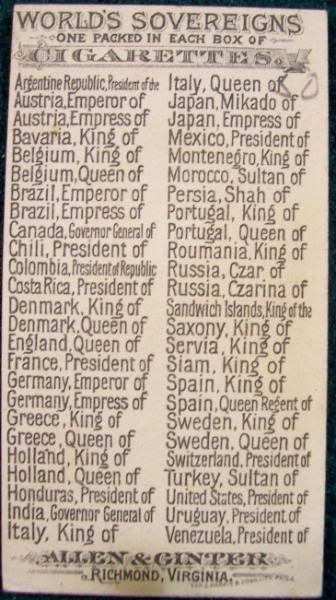 WORLD'S SOVEREIGNS
ONE PACKED IN EACH BOX OF
CIGARETTES.
Argentine Republic, President of the
Austria, Emperor of
Austria, Empress of
Bavaria, King of
Belgium, King of
Belgium, Queen of
Brazil, Emperor of
Brazil, Empress of
Canada, Governor General of
Chili, President of
Colombia, President of Republic
Costa Rica, President of
Denmark, King of
Denmark, Queen of
England, Queen of
France, President of
Germany, Emperor of
Germany, Empress of
Greece, King of
Greece, Queen of
Holland, King of
Holland, Queen of
Honduras, President of
India, Governor General of
Italy, King of
Italy, Queen of
Japan, Mikado of
Japan, Empress of
Mexico, President of
Montenegro, King of
Morocco, Sultan of
Persia, Shah of
Portugal, King of
Portugal, Queen of
Roumania, King of
Russia, Czar of
Russia, Czarina of
Sandwich Islands, King of the
Saxony, King of
Servia, King of
Siam, King of
Spain, King of
Spain, Queen Regent of
Sweden, King of
Sweden, Queen of
Switzerland, President of
Turkey, Sultan of
United States, President of
Uruguay, President of
Venezuela, President of
ALLEN & GINTER
RICHMOND, VIRGINIA.